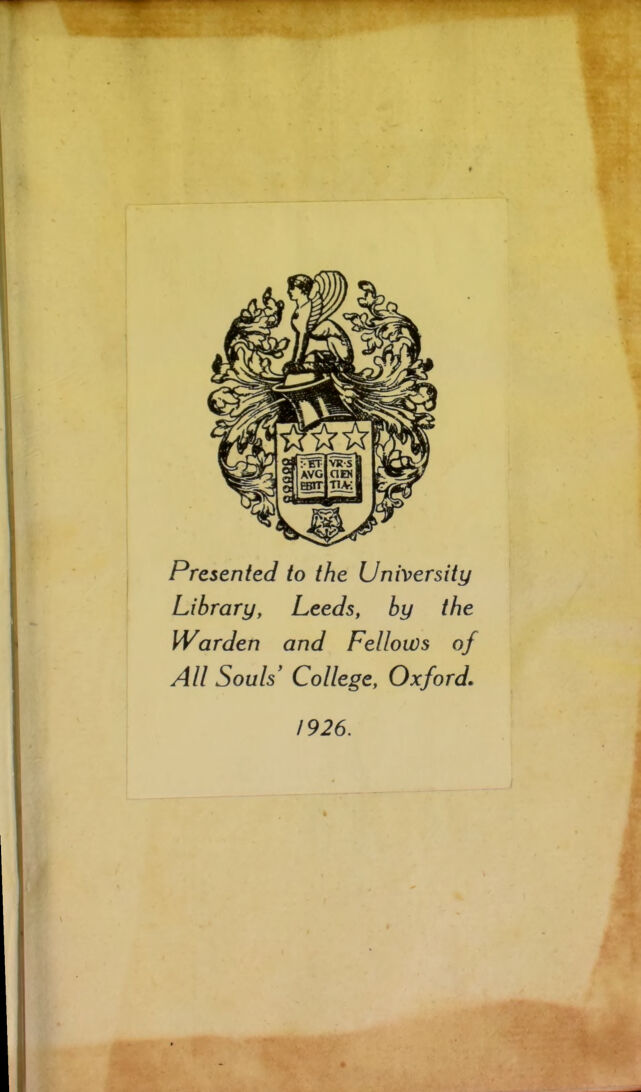 ET
AVG
EBIT
VR·S
CIEN
TIA:
Presented to the University
Library, Leeds, by the
Warden and Fellows of
All Souls' College, Oxford.
1926.